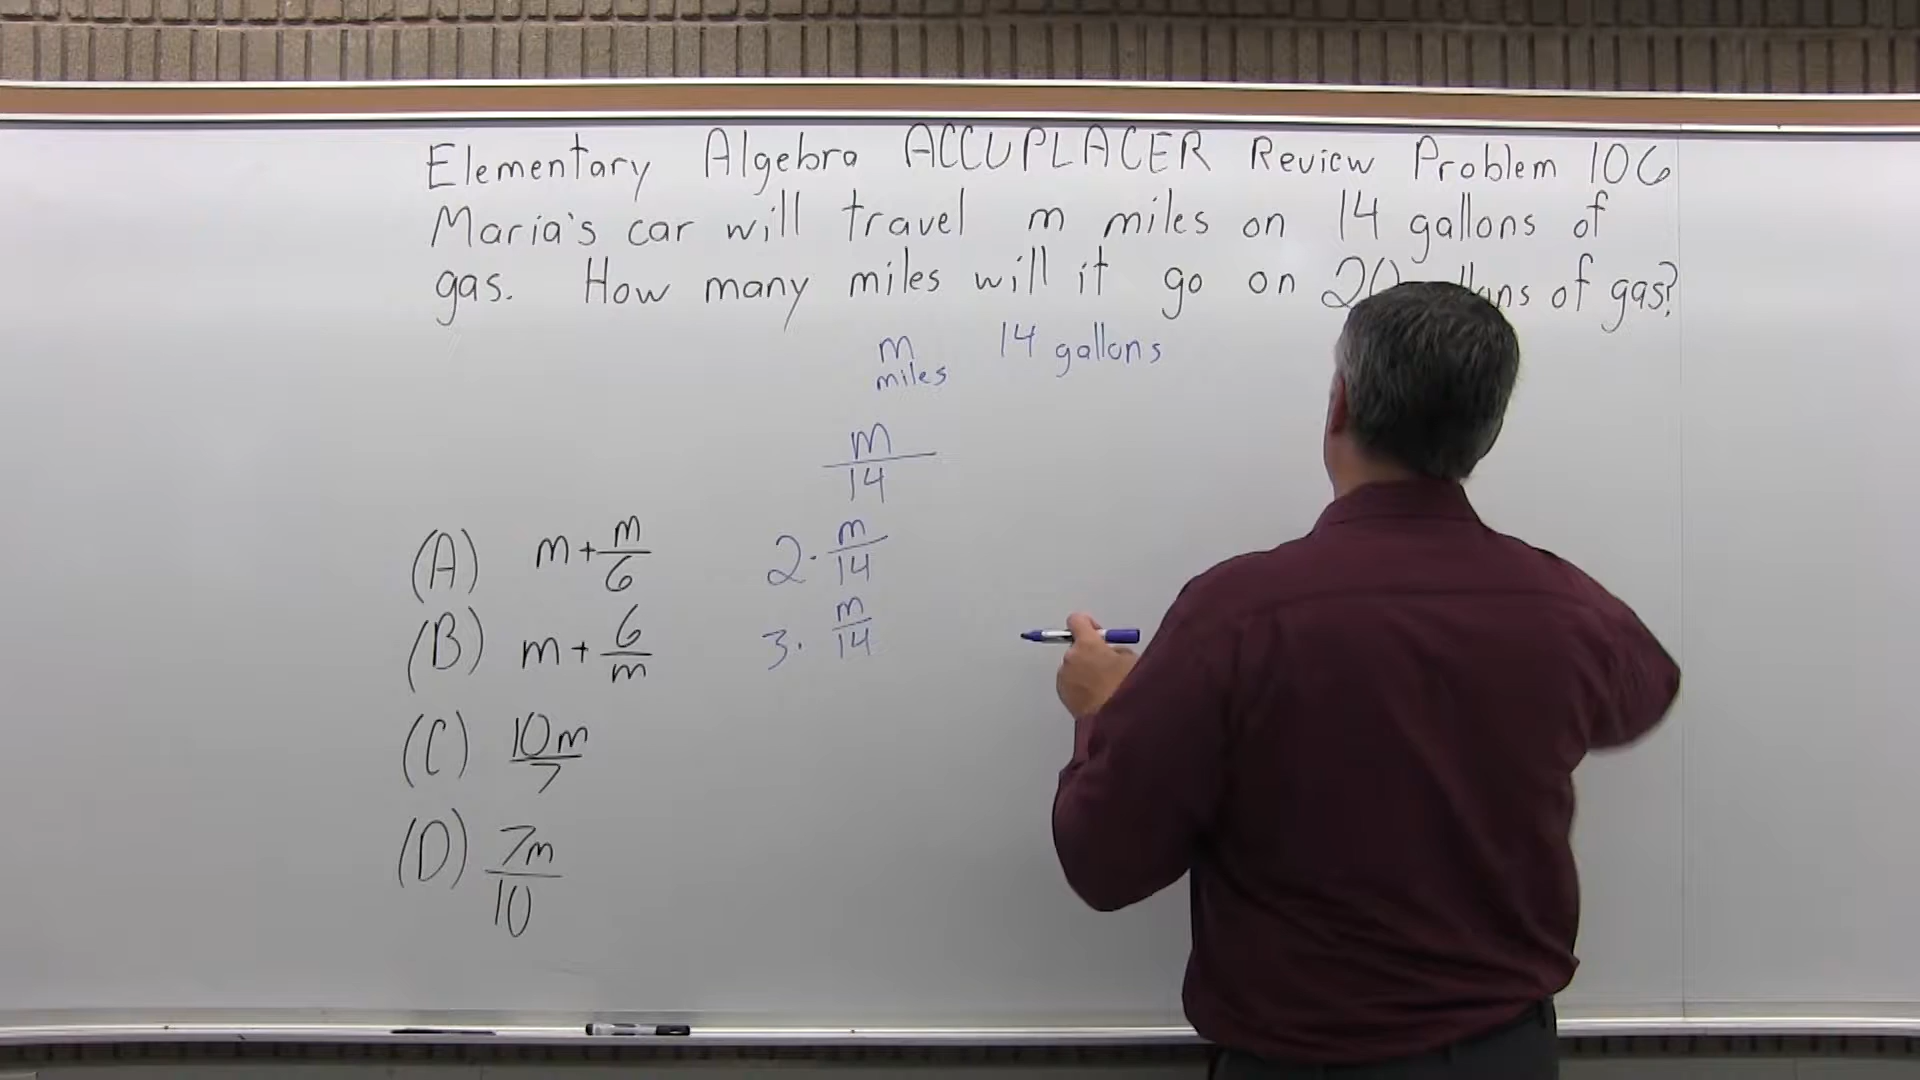 Elementary Algebra ACCUPLACER Review Problem 106
Maria's car will travel m miles on 14 gallons of
gas. How many miles will it go on 20 of gas?
m 14 gallons
miles
m/14
(A) m + m/6
2 · m/14
(B) m + 6/m
3 · m/14
(C) 10m/7
(D) 7m/10